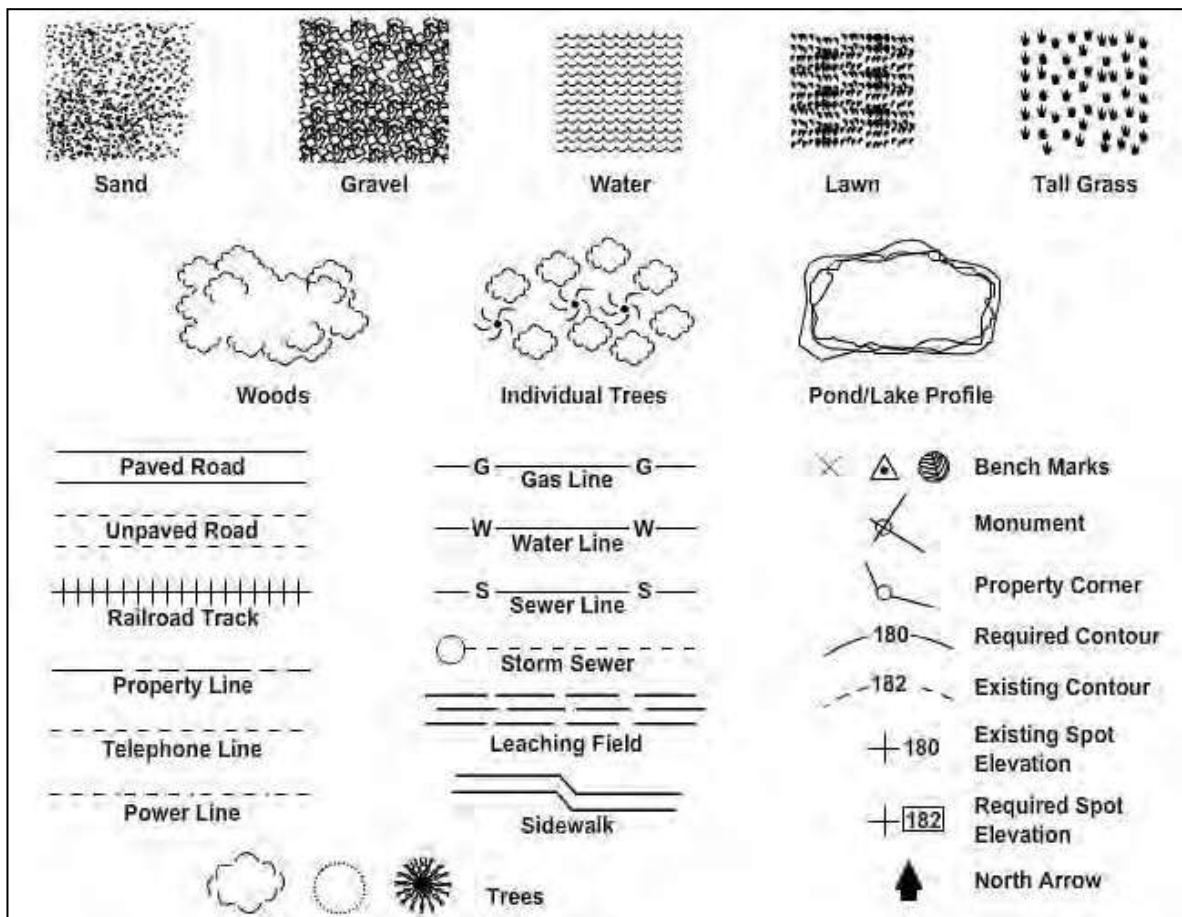 Sand
Gravel
Water
Lawn
Tall Grass
Woods
Individual Trees
Pond/Lake Profile
Paved Road
Unpaved Road
Railroad Track
Property Line
Telephone Line
Power Line
G G
Gas Line
W W
Water Line
S S
Sewer Line
Storm Sewer
Leaching Field
Sidewalk
Bench Marks
Monument
Property Corner
180 Required Contour
182 Existing Contour
180 Existing Spot
Elevation
182 Required Spot
Elevation
North Arrow
Trees